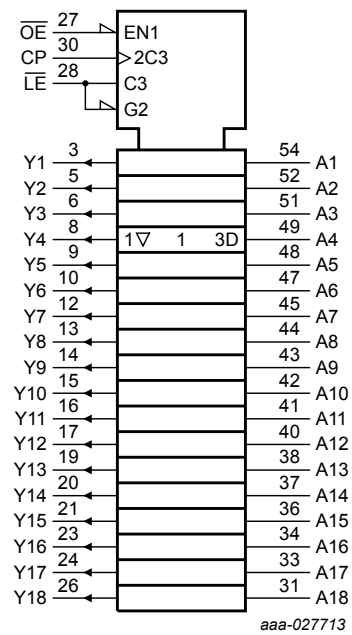 OE 27 EN1
CP 30 2C3
LE 28 C3
G2
Y1 3 54 A1
Y2 5 52 A2
Y3 6 51 A3
Y4 8 1▽ 1 3D 49 A4
Y5 9 48 A5
Y6 10 47 A6
Y7 12 45 A7
Y8 13 44 A8
Y9 14 43 A9
Y10 15 42 A10
Y11 16 41 A11
Y12 17 40 A12
Y13 19 38 A13
Y14 20 37 A14
Y15 21 36 A15
Y16 23 34 A16
Y17 24 33 A17
Y18 26 31 A18
aaa-027713